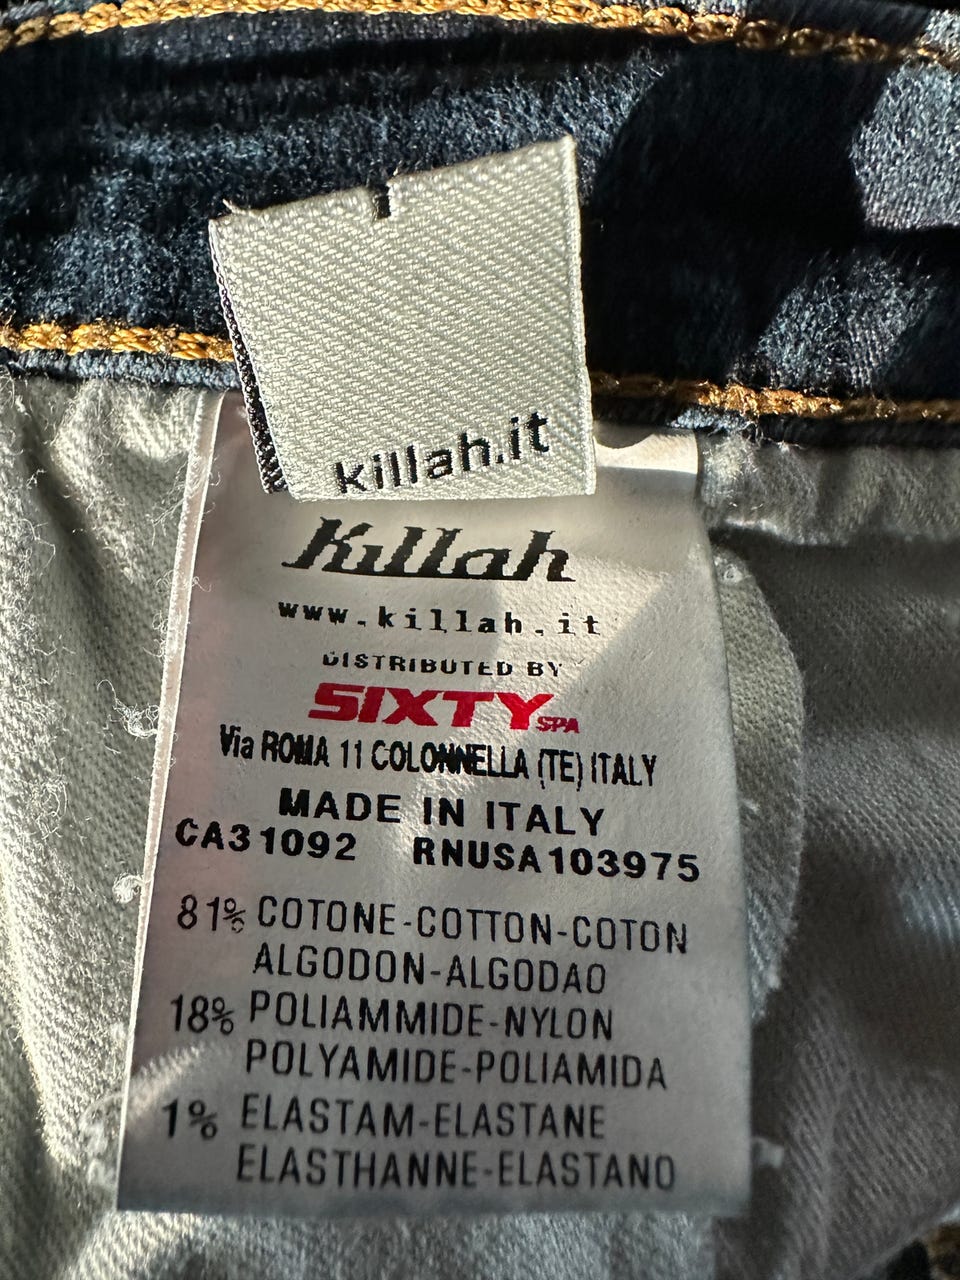 killah.it
Killah
www.killah.it
DISTRIBUTED BY
SIXTY SPA
Via ROMA 11 COLONNELLA (TE) ITALY
MADE IN ITALY
CA31092 RNUSA103975
81% COTONE-COTTON-COTON
ALGODON-ALGODAO
18% POLIAMMIDE-NYLON
POLYAMIDE-POLIAMIDA
1% ELASTAM-ELASTANE
ELASTHANNE-ELASTANO